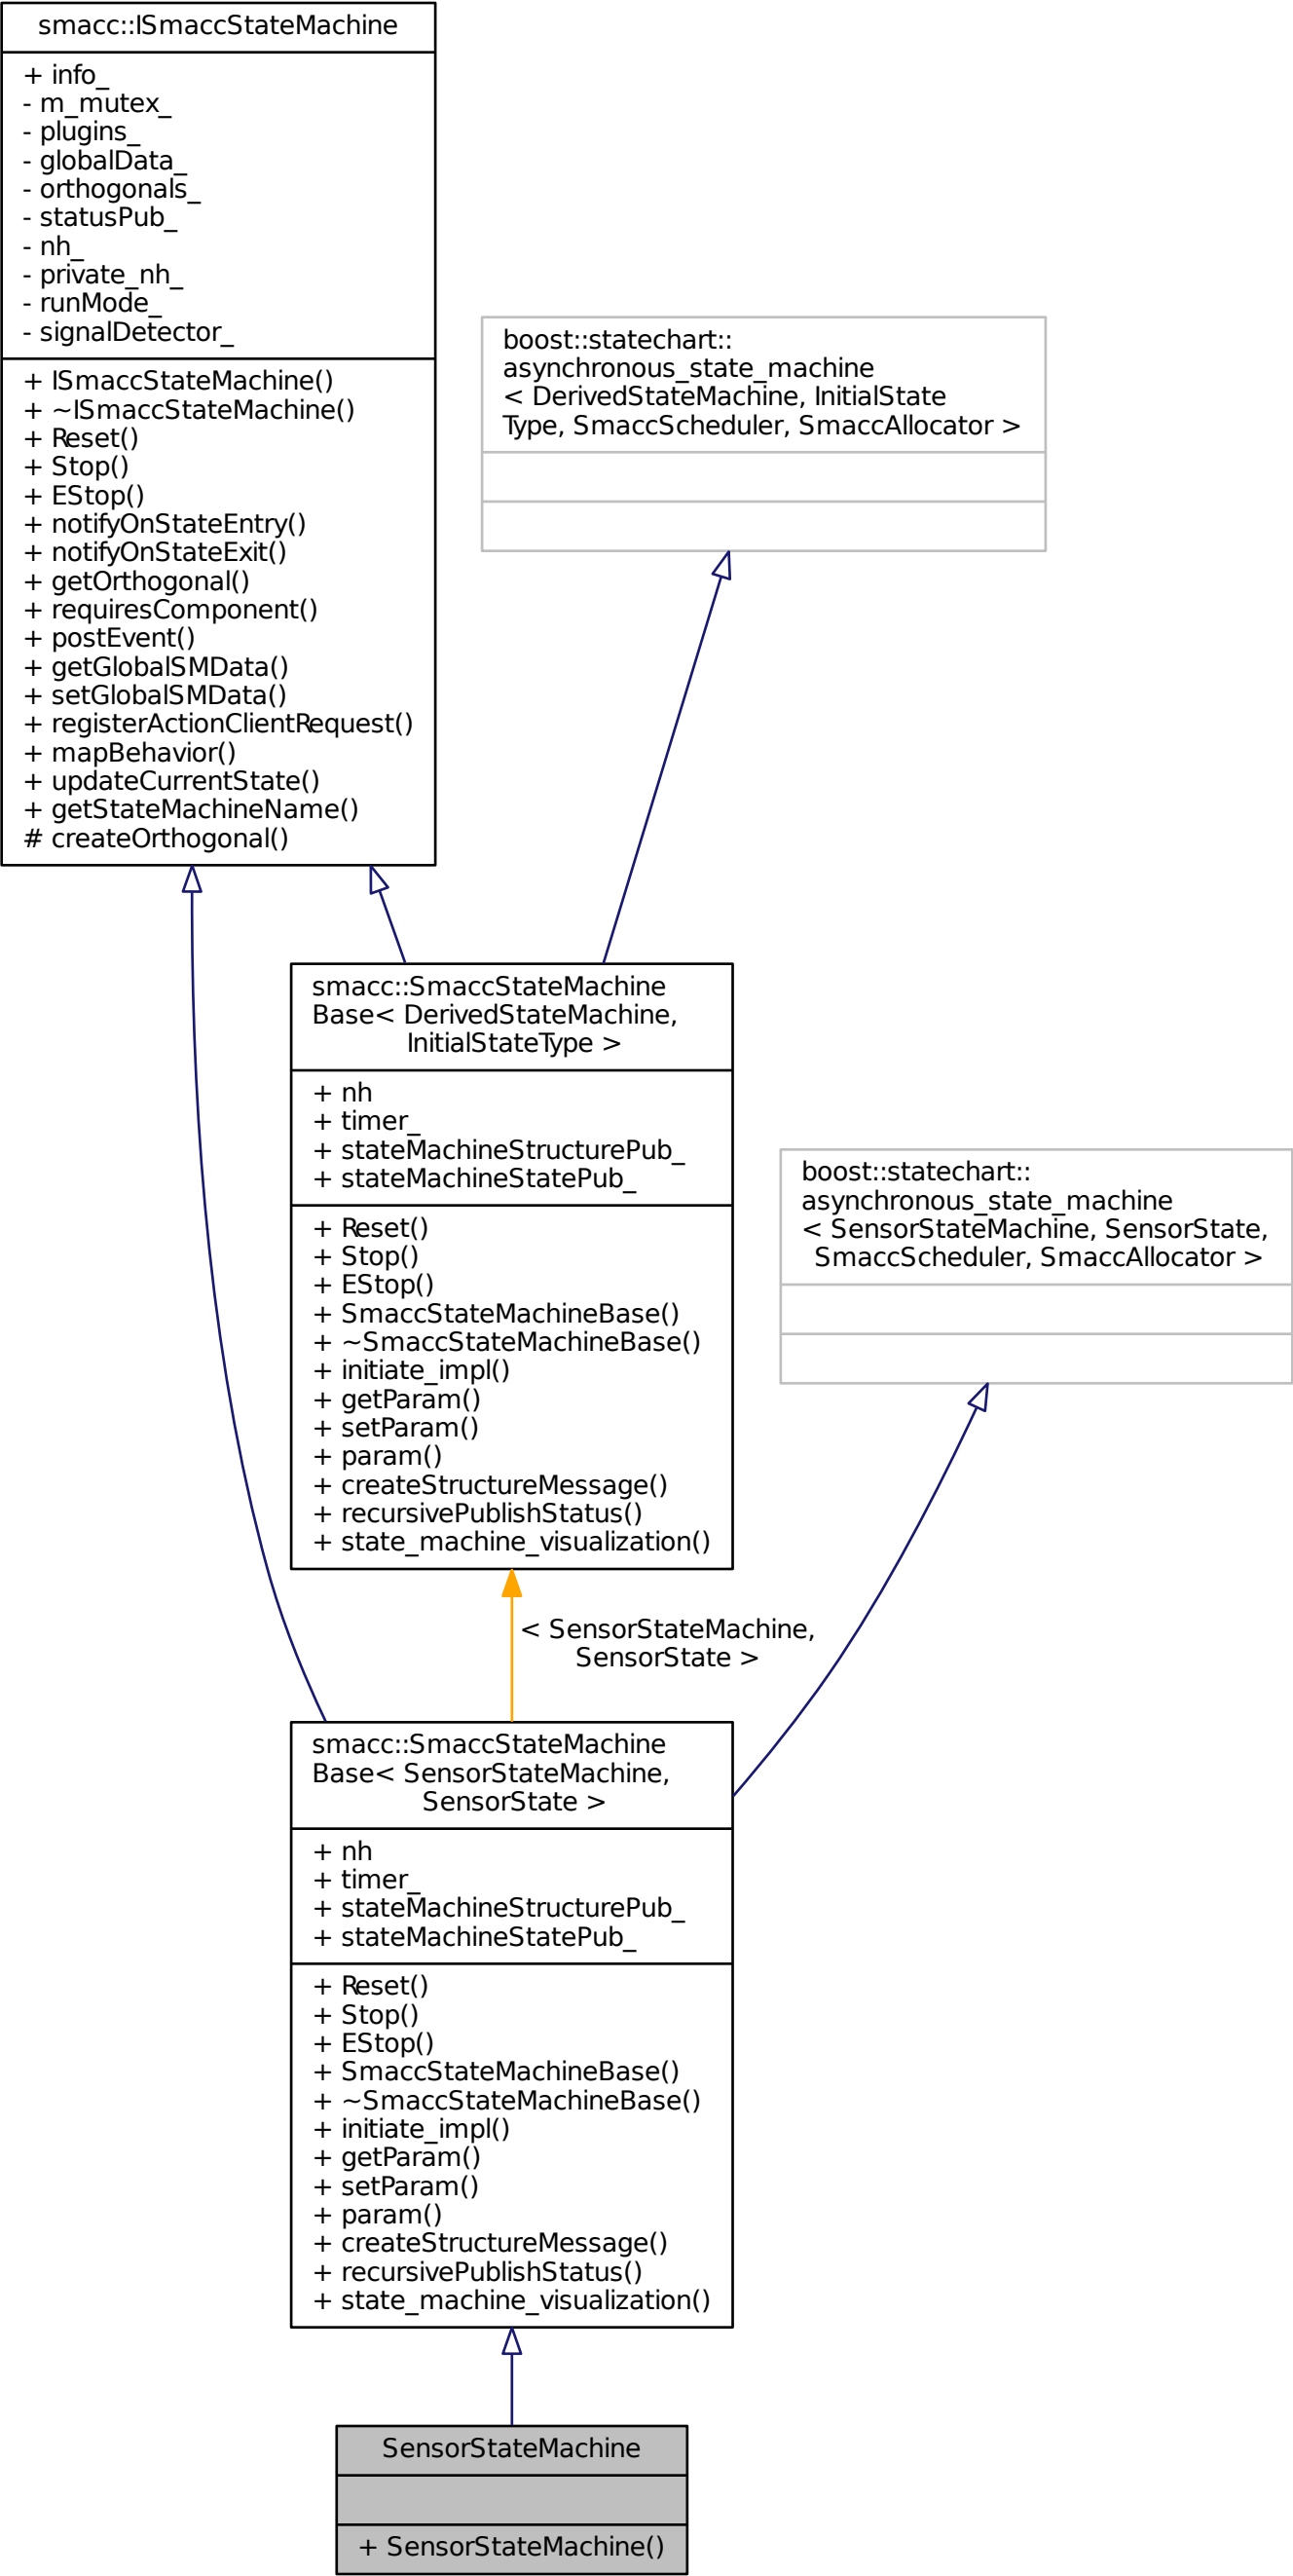 smacc::ISmaccStateMachine
+ info_
- m_mutex_
- plugins_
- globalData_
- orthogonals_
- statusPub_
- nh_
- private_nh_
- runMode_
- signalDetector_
+ ISmaccStateMachine()
+ ~ISmaccStateMachine()
+ Reset()
+ Stop()
+ EStop()
+ notifyOnStateEntry()
+ notifyOnStateExit()
+ getOrthogonal()
+ requiresComponent()
+ postEvent()
+ getGlobalSMData()
+ setGlobalSMData()
+ registerActionClientRequest()
+ mapBehavior()
+ updateCurrentState()
+ getStateMachineName()
# createOrthogonal()
boost::statechart::
asynchronous_state_machine
< DerivedStateMachine, InitialState
Type, SmaccScheduler, SmaccAllocator >
smacc::SmaccStateMachine
Base< DerivedStateMachine,
InitialStateType >
+ nh
+ timer_
+ stateMachineStructurePub_
+ stateMachineStatePub_
+ Reset()
+ Stop()
+ EStop()
+ SmaccStateMachineBase()
+ ~SmaccStateMachineBase()
+ initiate_impl()
+ getParam()
+ setParam()
+ param()
+ createStructureMessage()
+ recursivePublishStatus()
+ state_machine_visualization()
boost::statechart::
asynchronous_state_machine
< SensorStateMachine, SensorState,
SmaccScheduler, SmaccAllocator >
< SensorStateMachine,
SensorState >
smacc::SmaccStateMachine
Base< SensorStateMachine,
SensorState >
+ nh
+ timer_
+ stateMachineStructurePub_
+ stateMachineStatePub_
+ Reset()
+ Stop()
+ EStop()
+ SmaccStateMachineBase()
+ ~SmaccStateMachineBase()
+ initiate_impl()
+ getParam()
+ setParam()
+ param()
+ createStructureMessage()
+ recursivePublishStatus()
+ state_machine_visualization()
SensorStateMachine
+ SensorStateMachine()